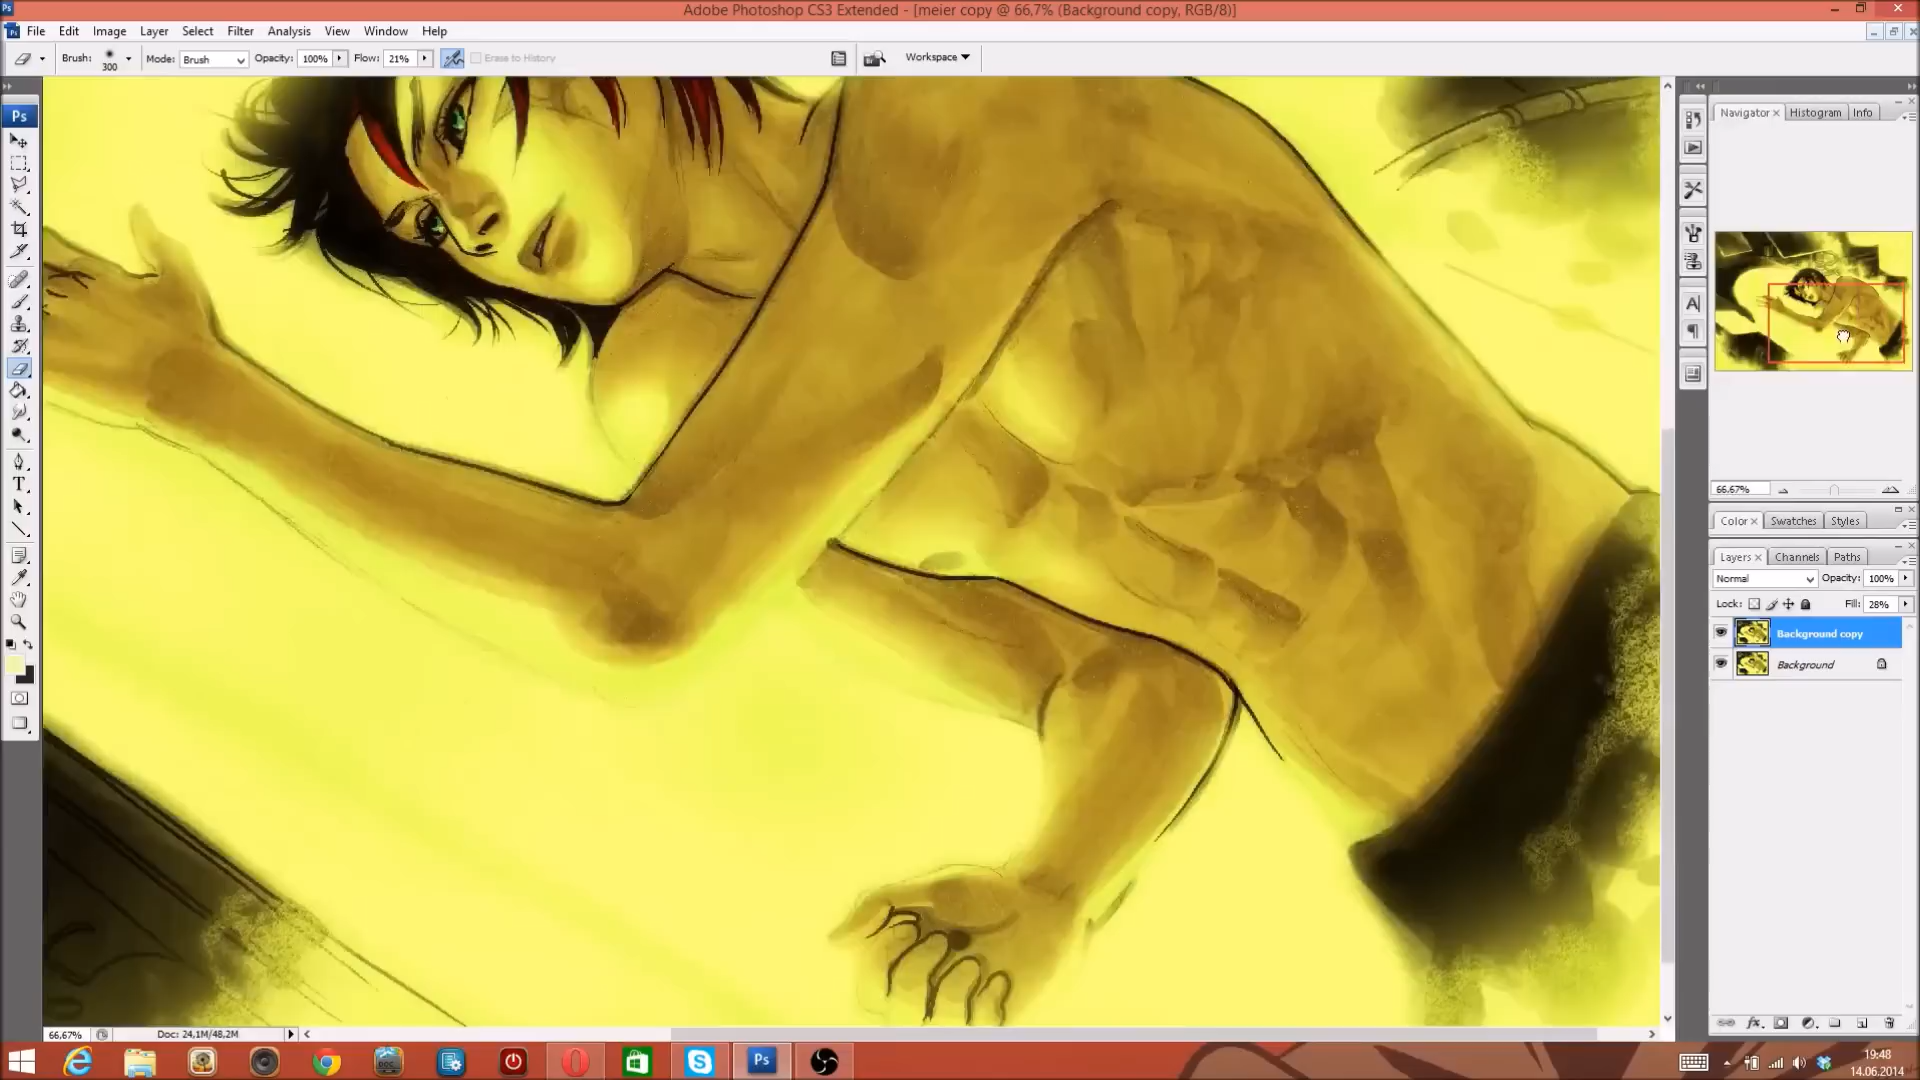 Adobe Photoshop CS3 Extended - [meier copy @ 66,7% (Background copy, RGB/8)]
File Edit Image Layer Select Filter Analysis View Window Help
Brush: 300 Mode: Brush Opacity: 100% Flow: 21% Erase to History Workspace
Ps
Navigator Histogram Info
66.67%
Color Swatches Styles
Layers Channels Paths
Normal Opacity: 100%
Lock: Fill: 28%
Background copy
Background
66,67% Doc: 24,1M/48,2M
19:48
14.06.2014